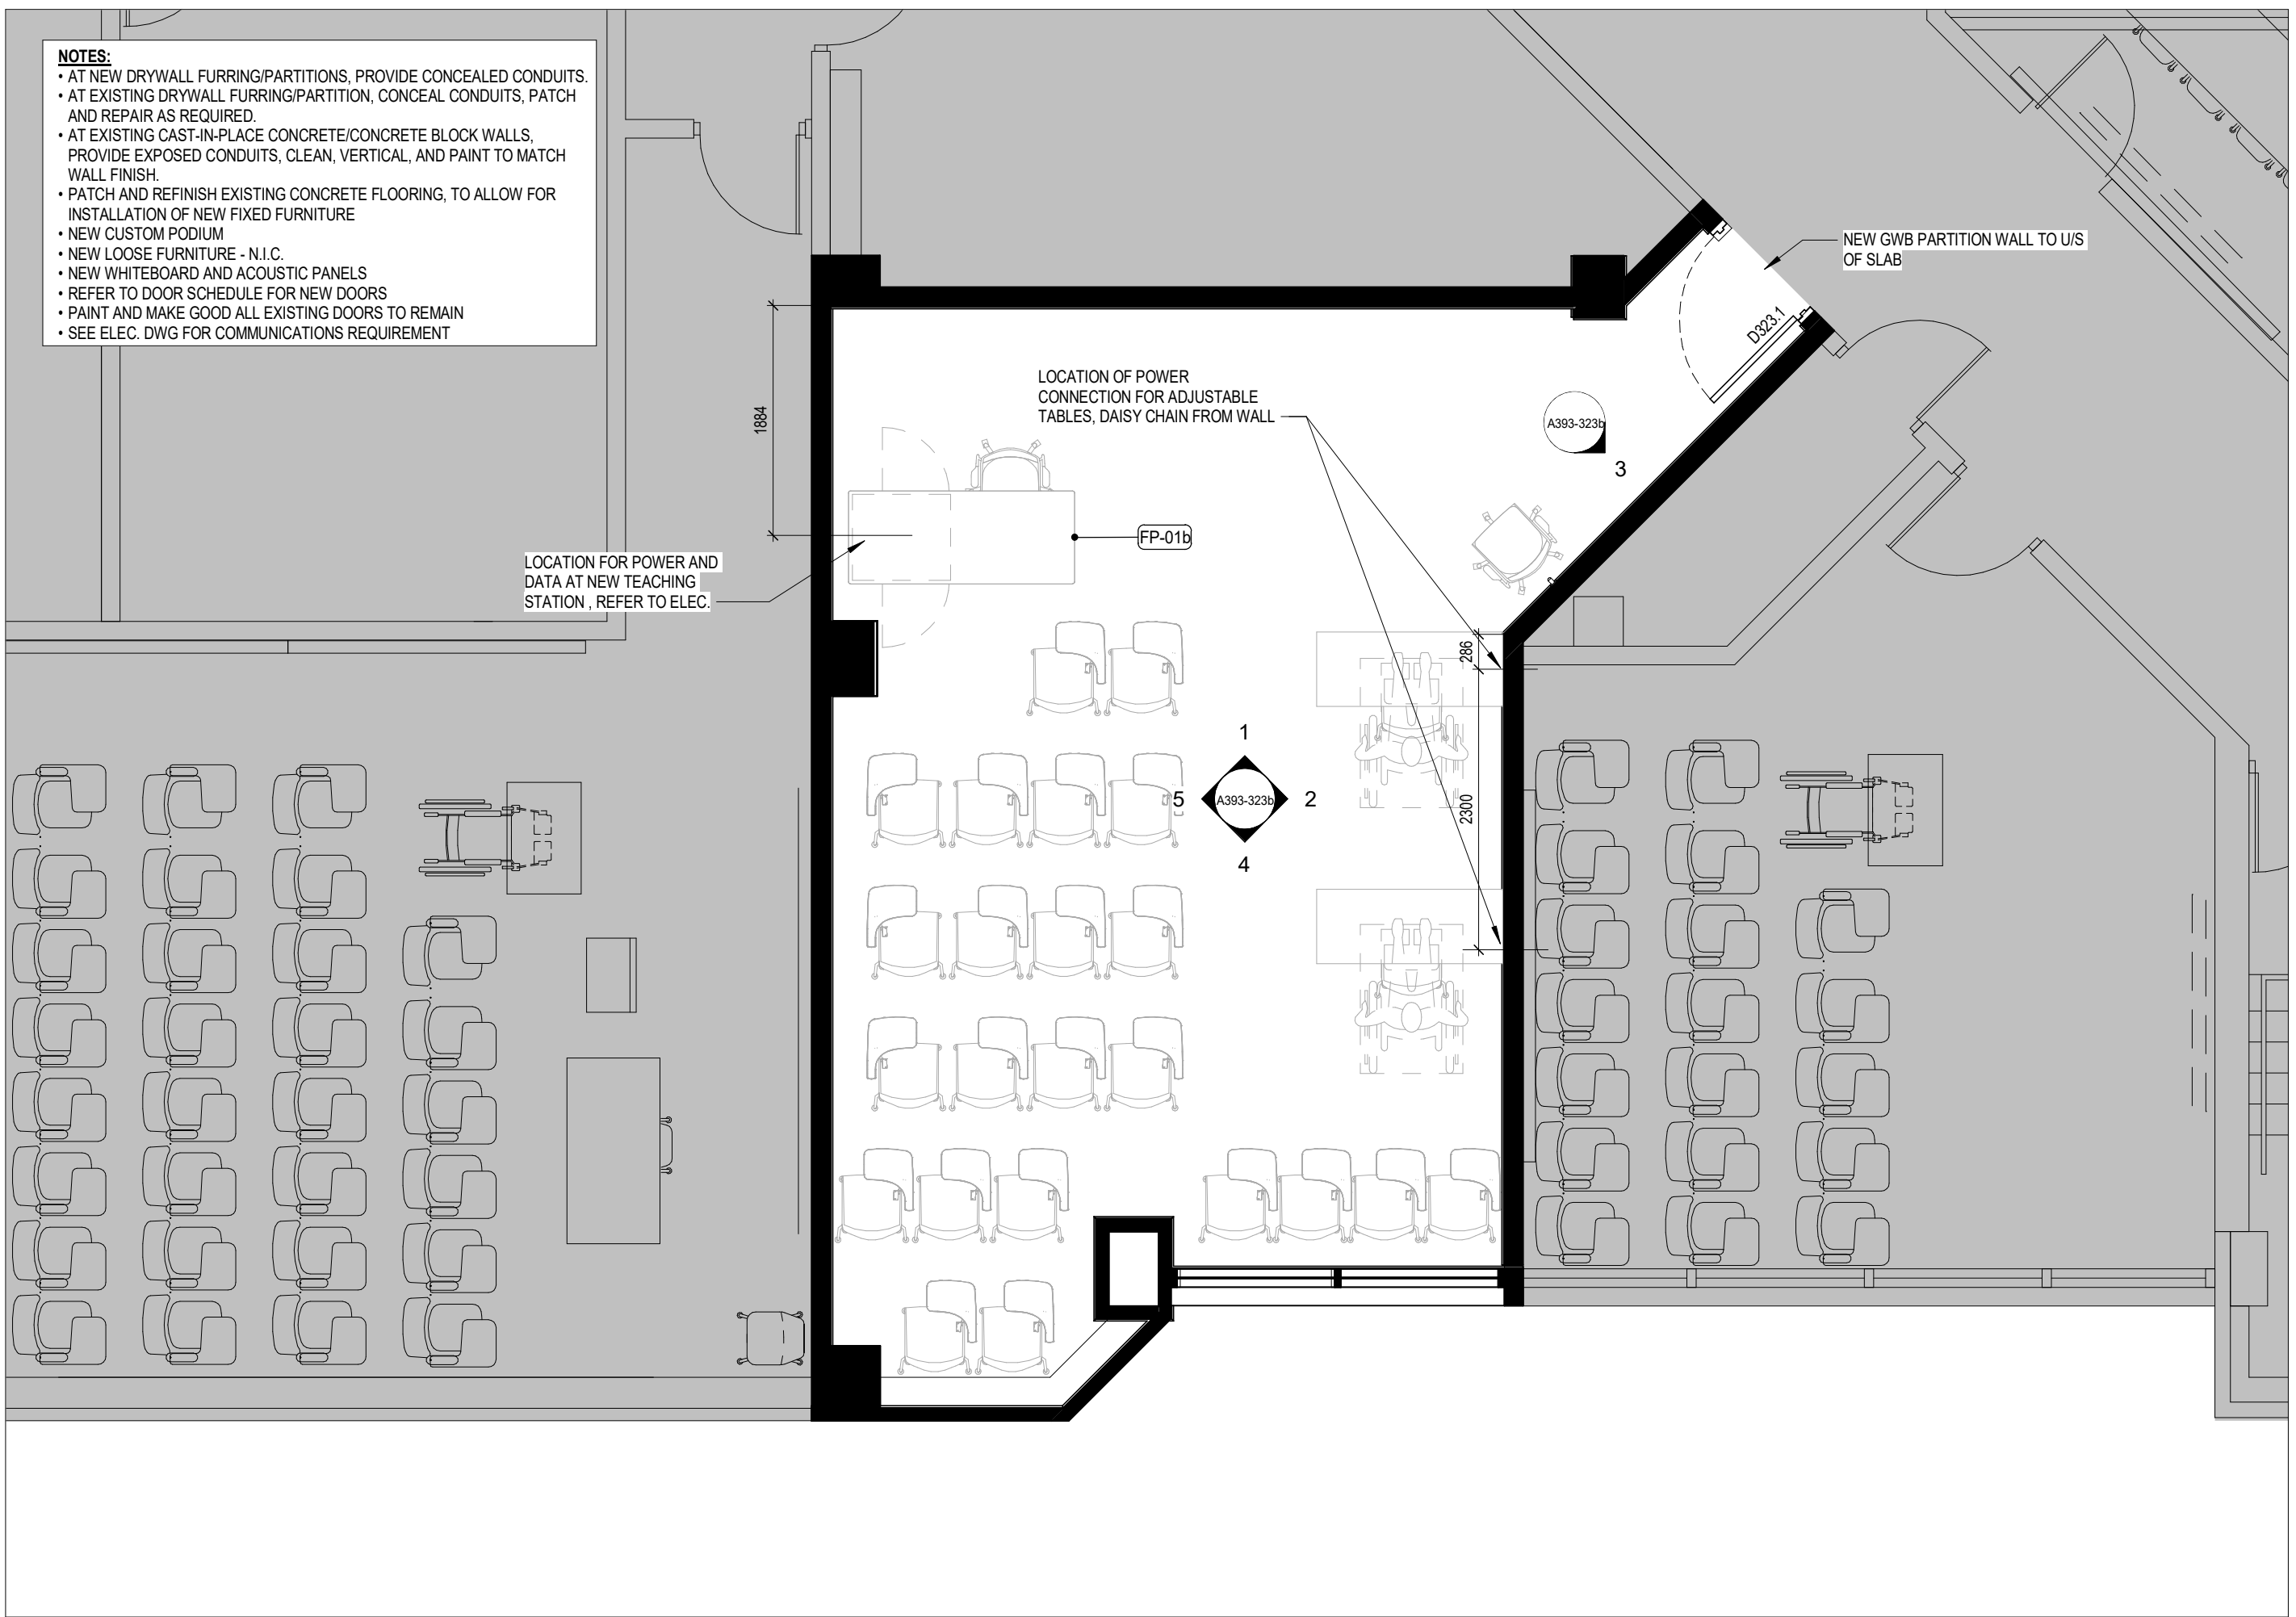 NOTES:
• AT NEW DRYWALL FURRING/PARTITIONS, PROVIDE CONCEALED CONDUITS.
• AT EXISTING DRYWALL FURRING/PARTITION, CONCEAL CONDUITS, PATCH
AND REPAIR AS REQUIRED.
• AT EXISTING CAST-IN-PLACE CONCRETE/CONCRETE BLOCK WALLS,
PROVIDE EXPOSED CONDUITS, CLEAN, VERTICAL, AND PAINT TO MATCH
WALL FINISH.
• PATCH AND REFINISH EXISTING CONCRETE FLOORING, TO ALLOW FOR
INSTALLATION OF NEW FIXED FURNITURE
• NEW CUSTOM PODIUM
• NEW LOOSE FURNITURE - N.I.C.
• NEW WHITEBOARD AND ACOUSTIC PANELS
• REFER TO DOOR SCHEDULE FOR NEW DOORS
• PAINT AND MAKE GOOD ALL EXISTING DOORS TO REMAIN
• SEE ELEC. DWG FOR COMMUNICATIONS REQUIREMENT
NEW GWB PARTITION WALL TO U/S
OF SLAB
D323.1
LOCATION OF POWER
CONNECTION FOR ADJUSTABLE
TABLES, DAISY CHAIN FROM WALL
1884
A393-323b
3
FP-01b
LOCATION FOR POWER AND
DATA AT NEW TEACHING
STATION , REFER TO ELEC.
286
1
5
A393-323b
2
2300
4